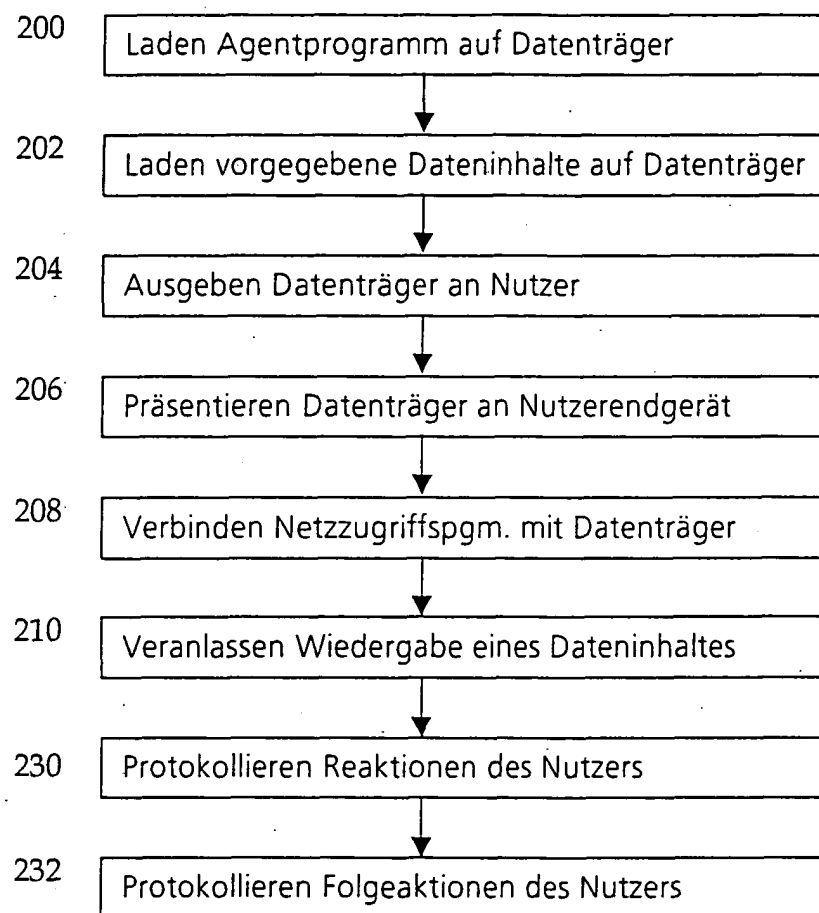 200 Laden Agentprogramm auf Datenträger
202 Laden vorgegebene Dateninhalte auf Datenträger
204 Ausgeben Datenträger an Nutzer
206 Präsentieren Datenträger an Nutzerendgerät
208 Verbinden Netzzugriffspgm. mit Datenträger
210 Veranlassen Wiedergabe eines Dateninhaltes
230 Protokollieren Reaktionen des Nutzers
232 Protokollieren Folgeaktionen des Nutzers